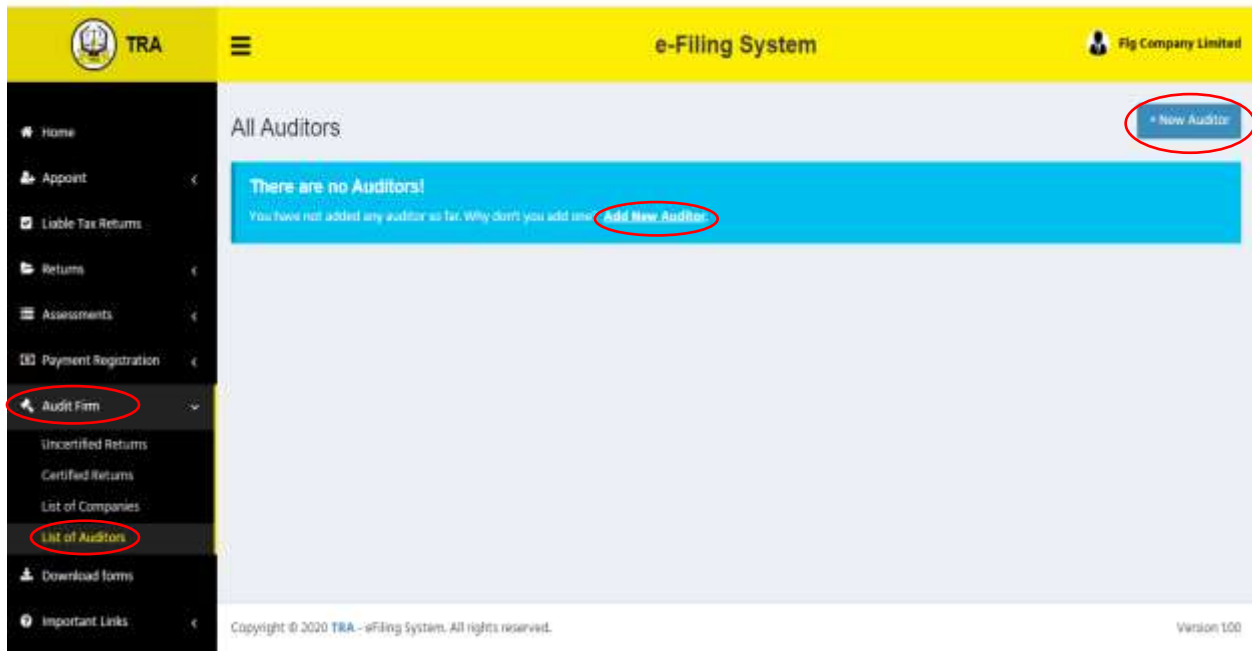 TRA
e-Filing System
Flg Company Limited
Home
Appoint
Liable Tax Returns
Returns
Assessments
Payment Registration
Audit Firm
Uncertified Returns
Certified Returns
List of Companies
List of Auditors
Download forms
Important Links
All Auditors
+ New Auditor
There are no Auditors!
You have not added any auditor so far. Why don't you add one Add New Auditor.
Copyright © 2020 TRA - eFiling System. All rights reserved.
Version 1.00